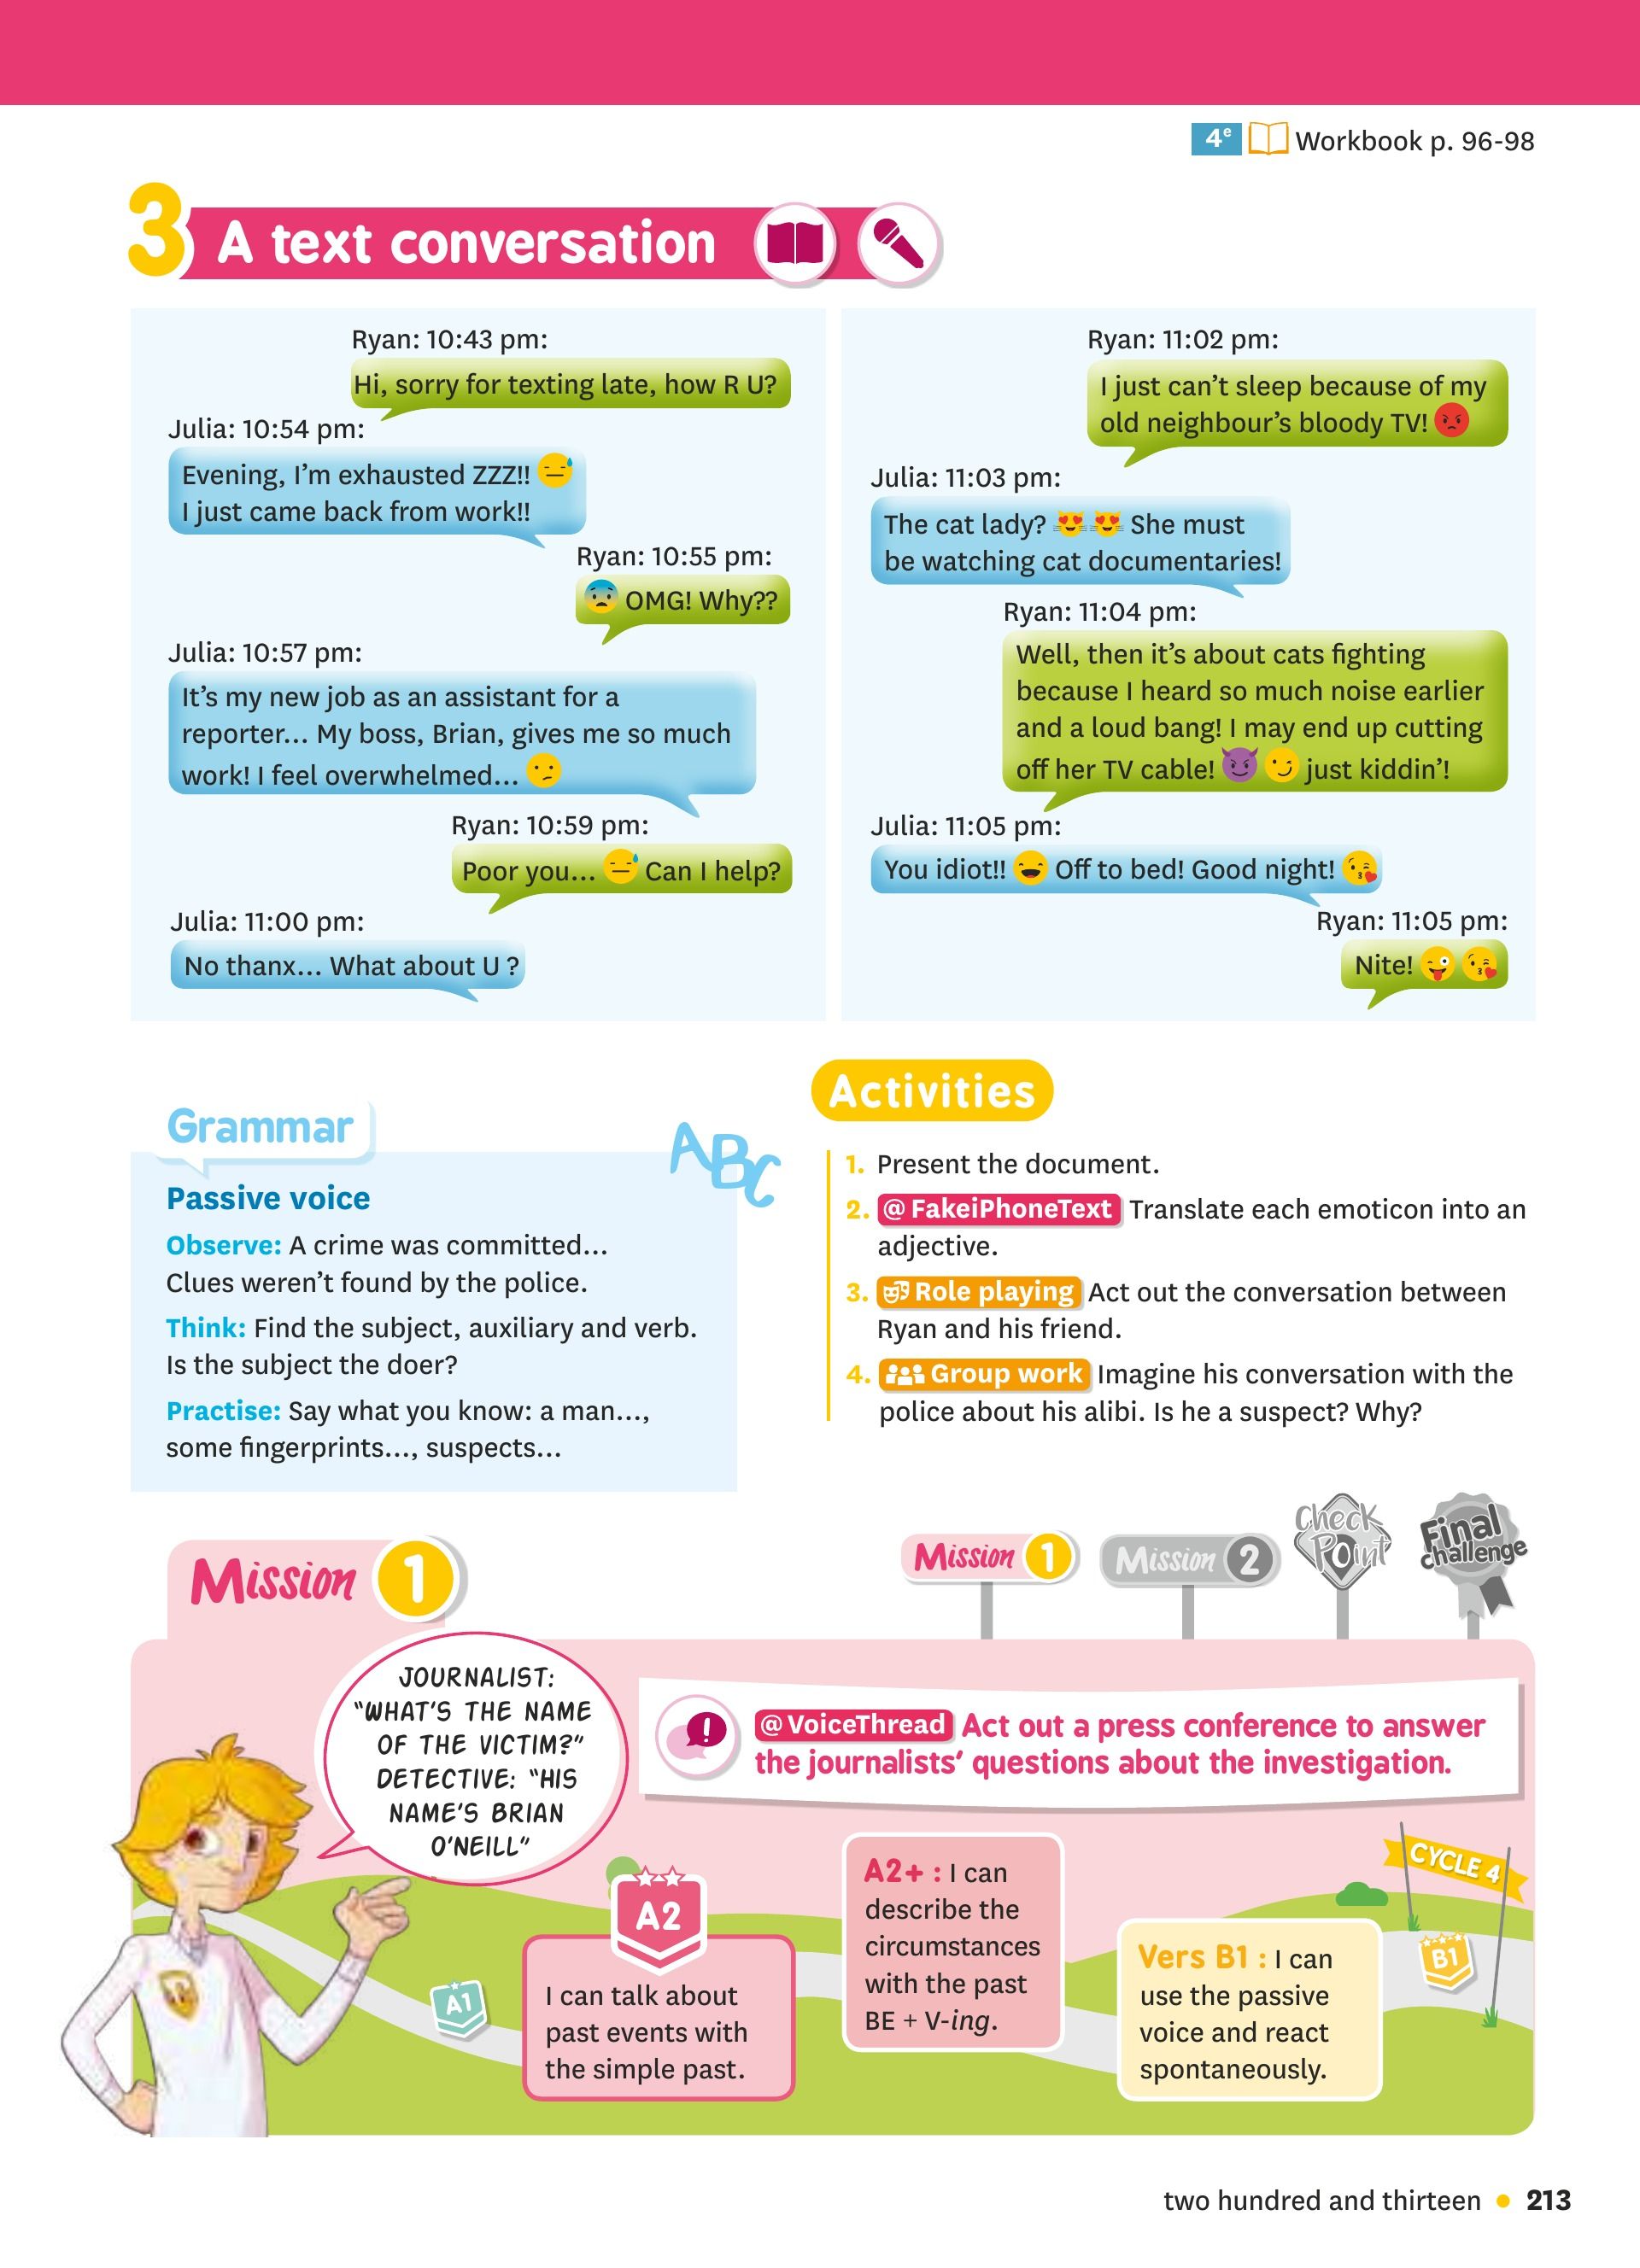 4e Workbook p. 96-98
3 A text conversation
Ryan: 10:43 pm:
Hi, sorry for texting late, how R U?
Julia: 10:54 pm:
Evening, I'm exhausted ZZZ!!
I just came back from work!!
Ryan: 10:55 pm:
OMG! Why??
Julia: 10:57 pm:
It's my new job as an assistant for a
reporter... My boss, Brian, gives me so much
work! I feel overwhelmed...
Ryan: 10:59 pm:
Poor you... Can I help?
Julia: 11:00 pm:
No thanx... What about U ?
Ryan: 11:02 pm:
I just can't sleep because of my
old neighbour's bloody TV!
Julia: 11:03 pm:
The cat lady? She must
be watching cat documentaries!
Ryan: 11:04 pm:
Well, then it's about cats fighting
because I heard so much noise earlier
and a loud bang! I may end up cutting
off her TV cable! just kiddin'!
Julia: 11:05 pm:
You idiot!! Off to bed! Good night!
Ryan: 11:05 pm:
Nite!
Grammar
ABC
Passive voice
Observe: A crime was committed...
Clues weren't found by the police.
Think: Find the subject, auxiliary and verb.
Is the subject the doer?
Practise: Say what you know: a man...,
some fingerprints..., suspects...
Activities
1. Present the document.
2. @ FakeiPhoneText Translate each emoticon into an
adjective.
3. Role playing Act out the conversation between
Ryan and his friend.
4. Group work Imagine his conversation with the
police about his alibi. Is he a suspect? Why?
Mission 1
Mission 1
Mission 2
Check
Point
Final
challenge
JOURNALIST:
"WHAT'S THE NAME
OF THE VICTIM?"
DETECTIVE: "HIS
NAME'S BRIAN
O'NEILL"
@ VoiceThread Act out a press conference to answer
the journalists' questions about the investigation.
A1
A2
I can talk about
past events with
the simple past.
A2+ : I can
describe the
circumstances
with the past
BE + V-ing.
Vers B1 : I can
use the passive
voice and react
spontaneously.
CYCLE 4
B1
two hundred and thirteen • 213